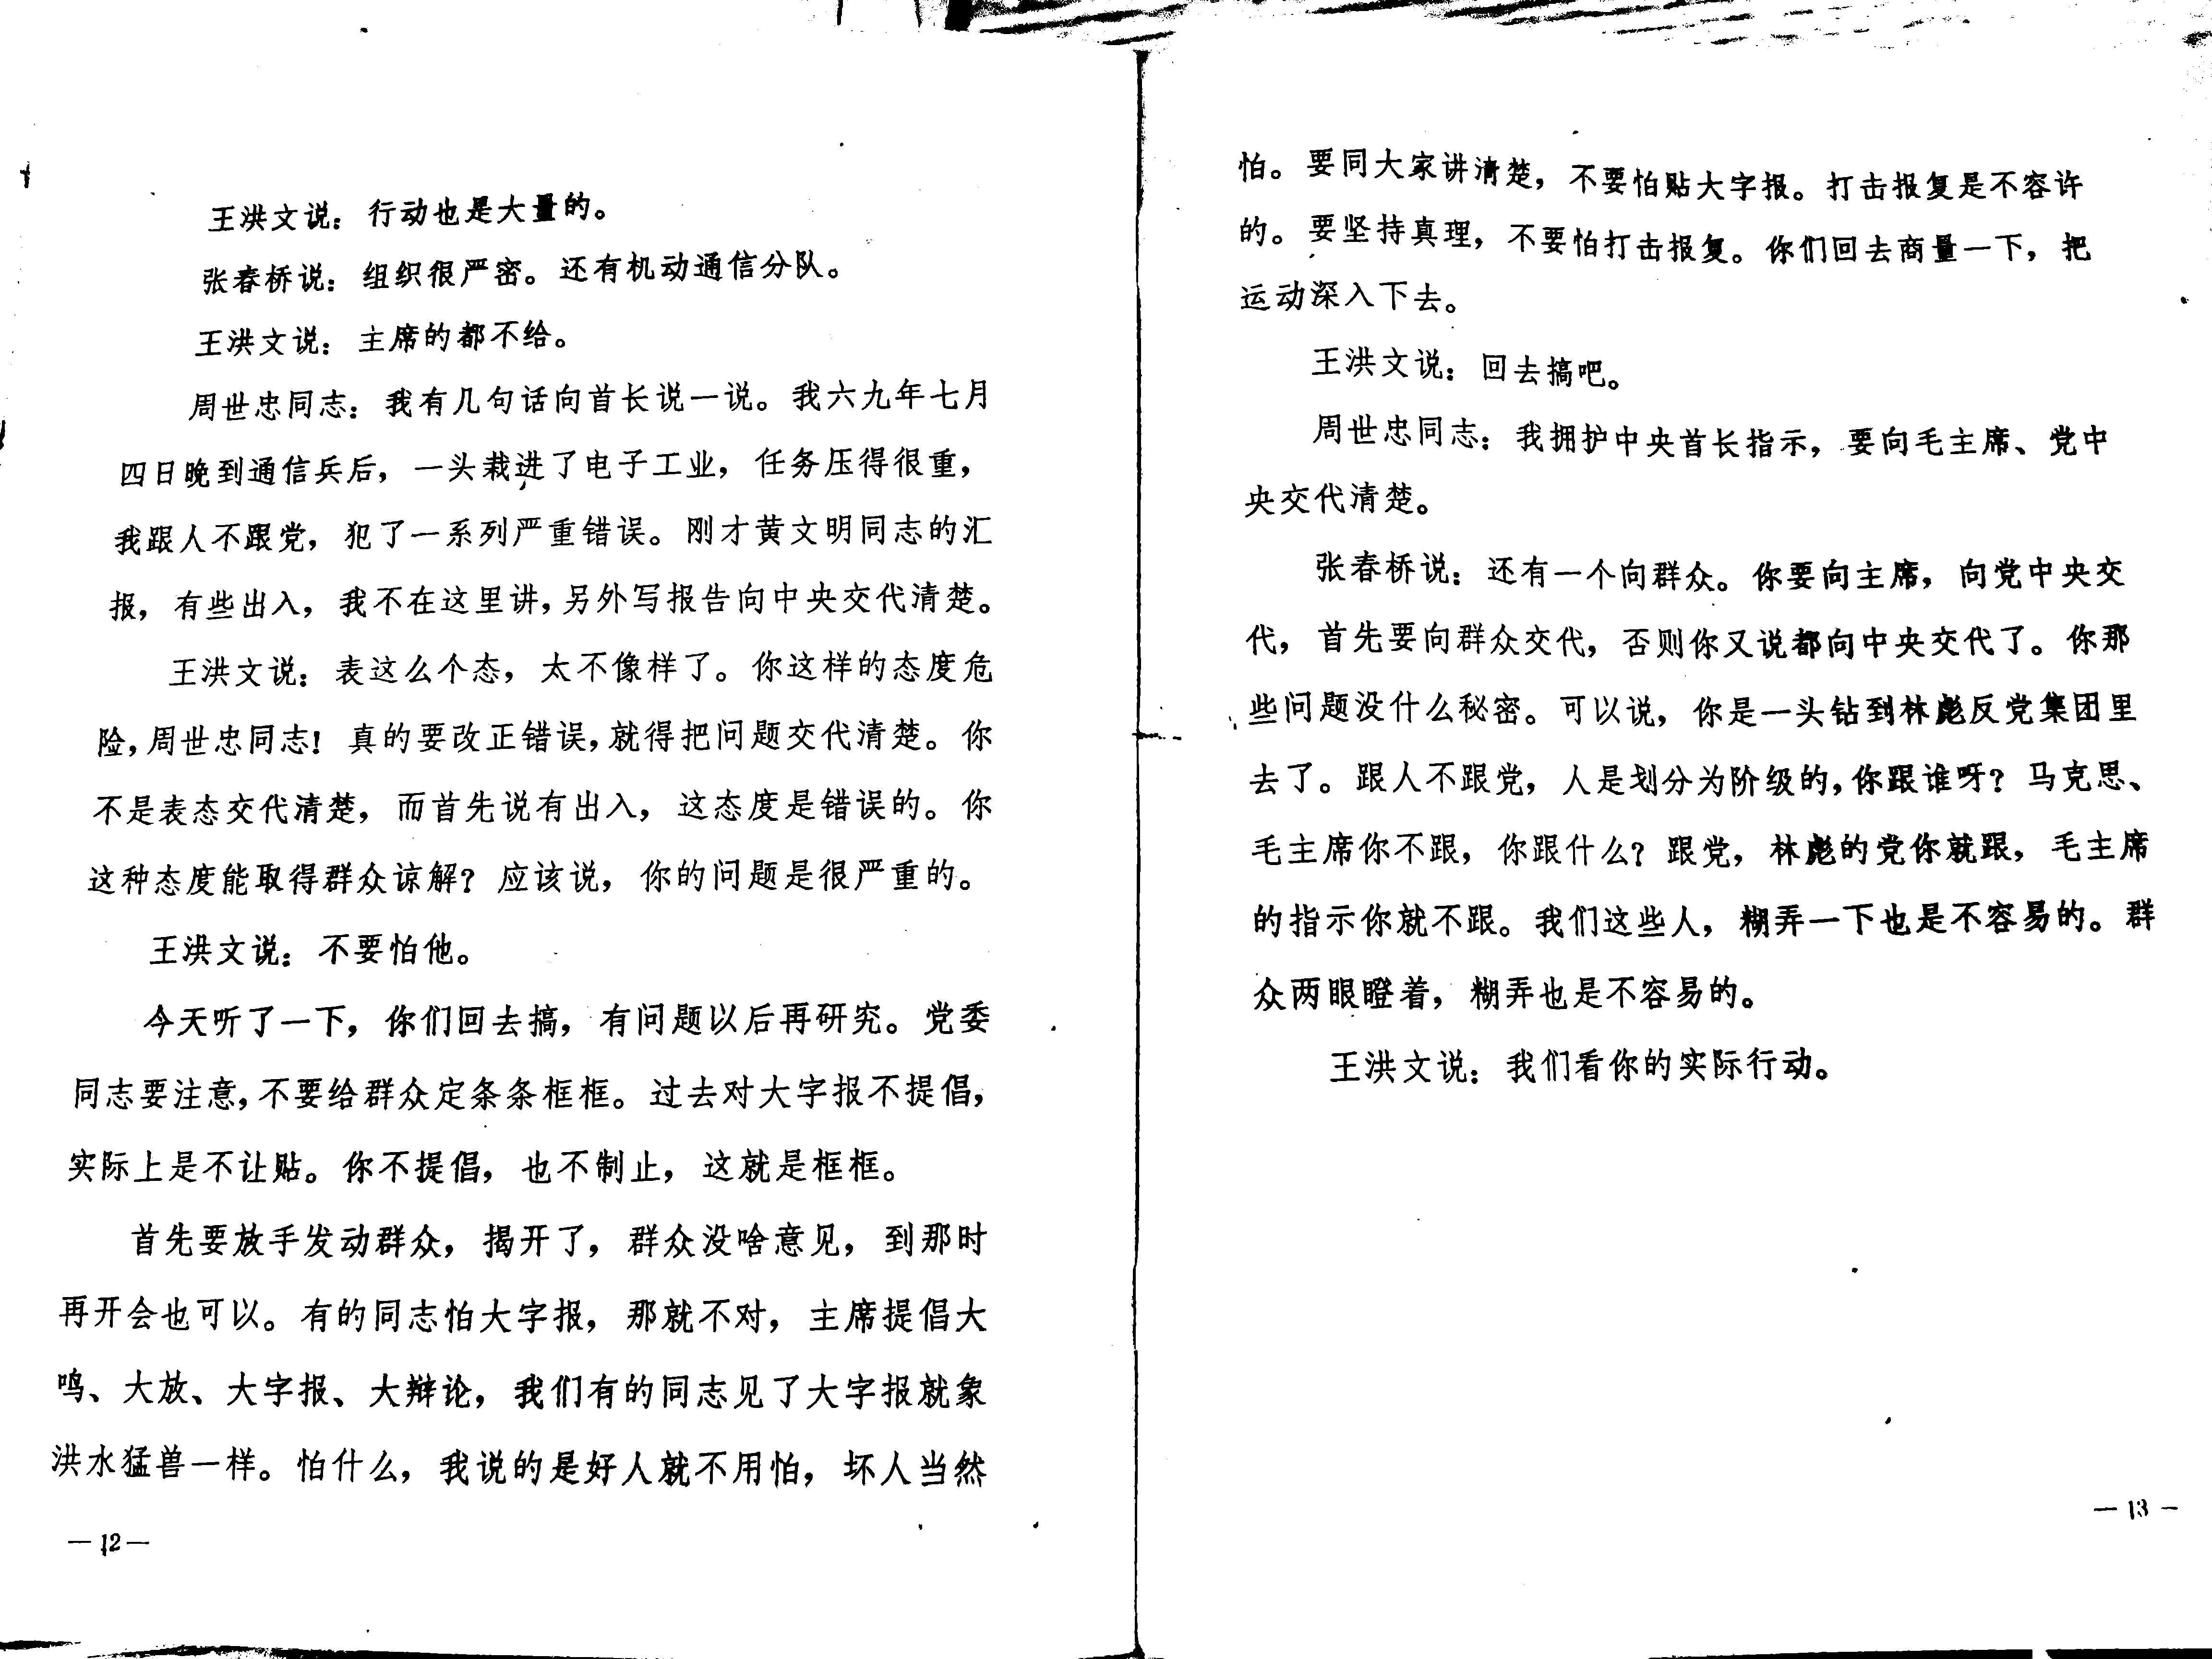 王洪文说：行动也是大量的。
张春桥说：组织很严密。还有机动通信分队。
王洪文说：主席的都不给。
周世忠同志：我有几句话向首长说一说。我六九年七月
四日晚到通信兵后，一头栽进了电子工业，任务压得很重，
我跟人不跟党，犯了一系列严重错误。刚才黄文明同志的汇
报，有些出入，我不在这里讲，另外写报告向中央交代清楚。
王洪文说：表这么个态，太不像样了。你这样的态度危
险，周世忠同志！真的要改正错误，就得把问题交代清楚。你
不是表态交代清楚，而首先说有出入，这态度是错误的。你
这种态度能取得群众谅解？应该说，你的问题是很严重的。
王洪文说：不要怕他。
今天听了一下，你们回去搞，有问题以后再研究。党委
同志要注意，不要给群众定条条框框。过去对大字报不提倡，
实际上是不让贴。你不提倡，也不制止，这就是框框。
首先要放手发动群众，揭开了，群众没啥意见，到那时
再开会也可以。有的同志怕大字报，那就不对，主席提倡大
鸣、大放、大字报、大辩论，我们有的同志见了大字报就象
洪水猛兽一样。怕什么，我说的是好人就不用怕，坏人当然
—12—
怕。要同大家讲清楚，不要怕贴大字报。打击报复是不容许
的。要坚持真理，不要怕打击报复。你们回去商量一下，把
运动深入下去。
王洪文说：回去搞吧。
周世忠同志：我拥护中央首长指示，要向毛主席、党中
央交代清楚。
张春桥说：还有一个向群众。你要向主席，向党中央交
代，首先要向群众交代，否则你又说都向中央交代了。你那
些问题没什么秘密。可以说，你是一头钻到林彪反党集团里
去了。跟人不跟党，人是划分为阶级的，你跟谁呀？马克思、
毛主席你不跟，你跟什么？跟党，林彪的党你就跟，毛主席
的指示你就不跟。我们这些人，糊弄一下也是不容易的。群
众两眼瞪着，糊弄也是不容易的。
王洪文说：我们看你的实际行动。
—13—